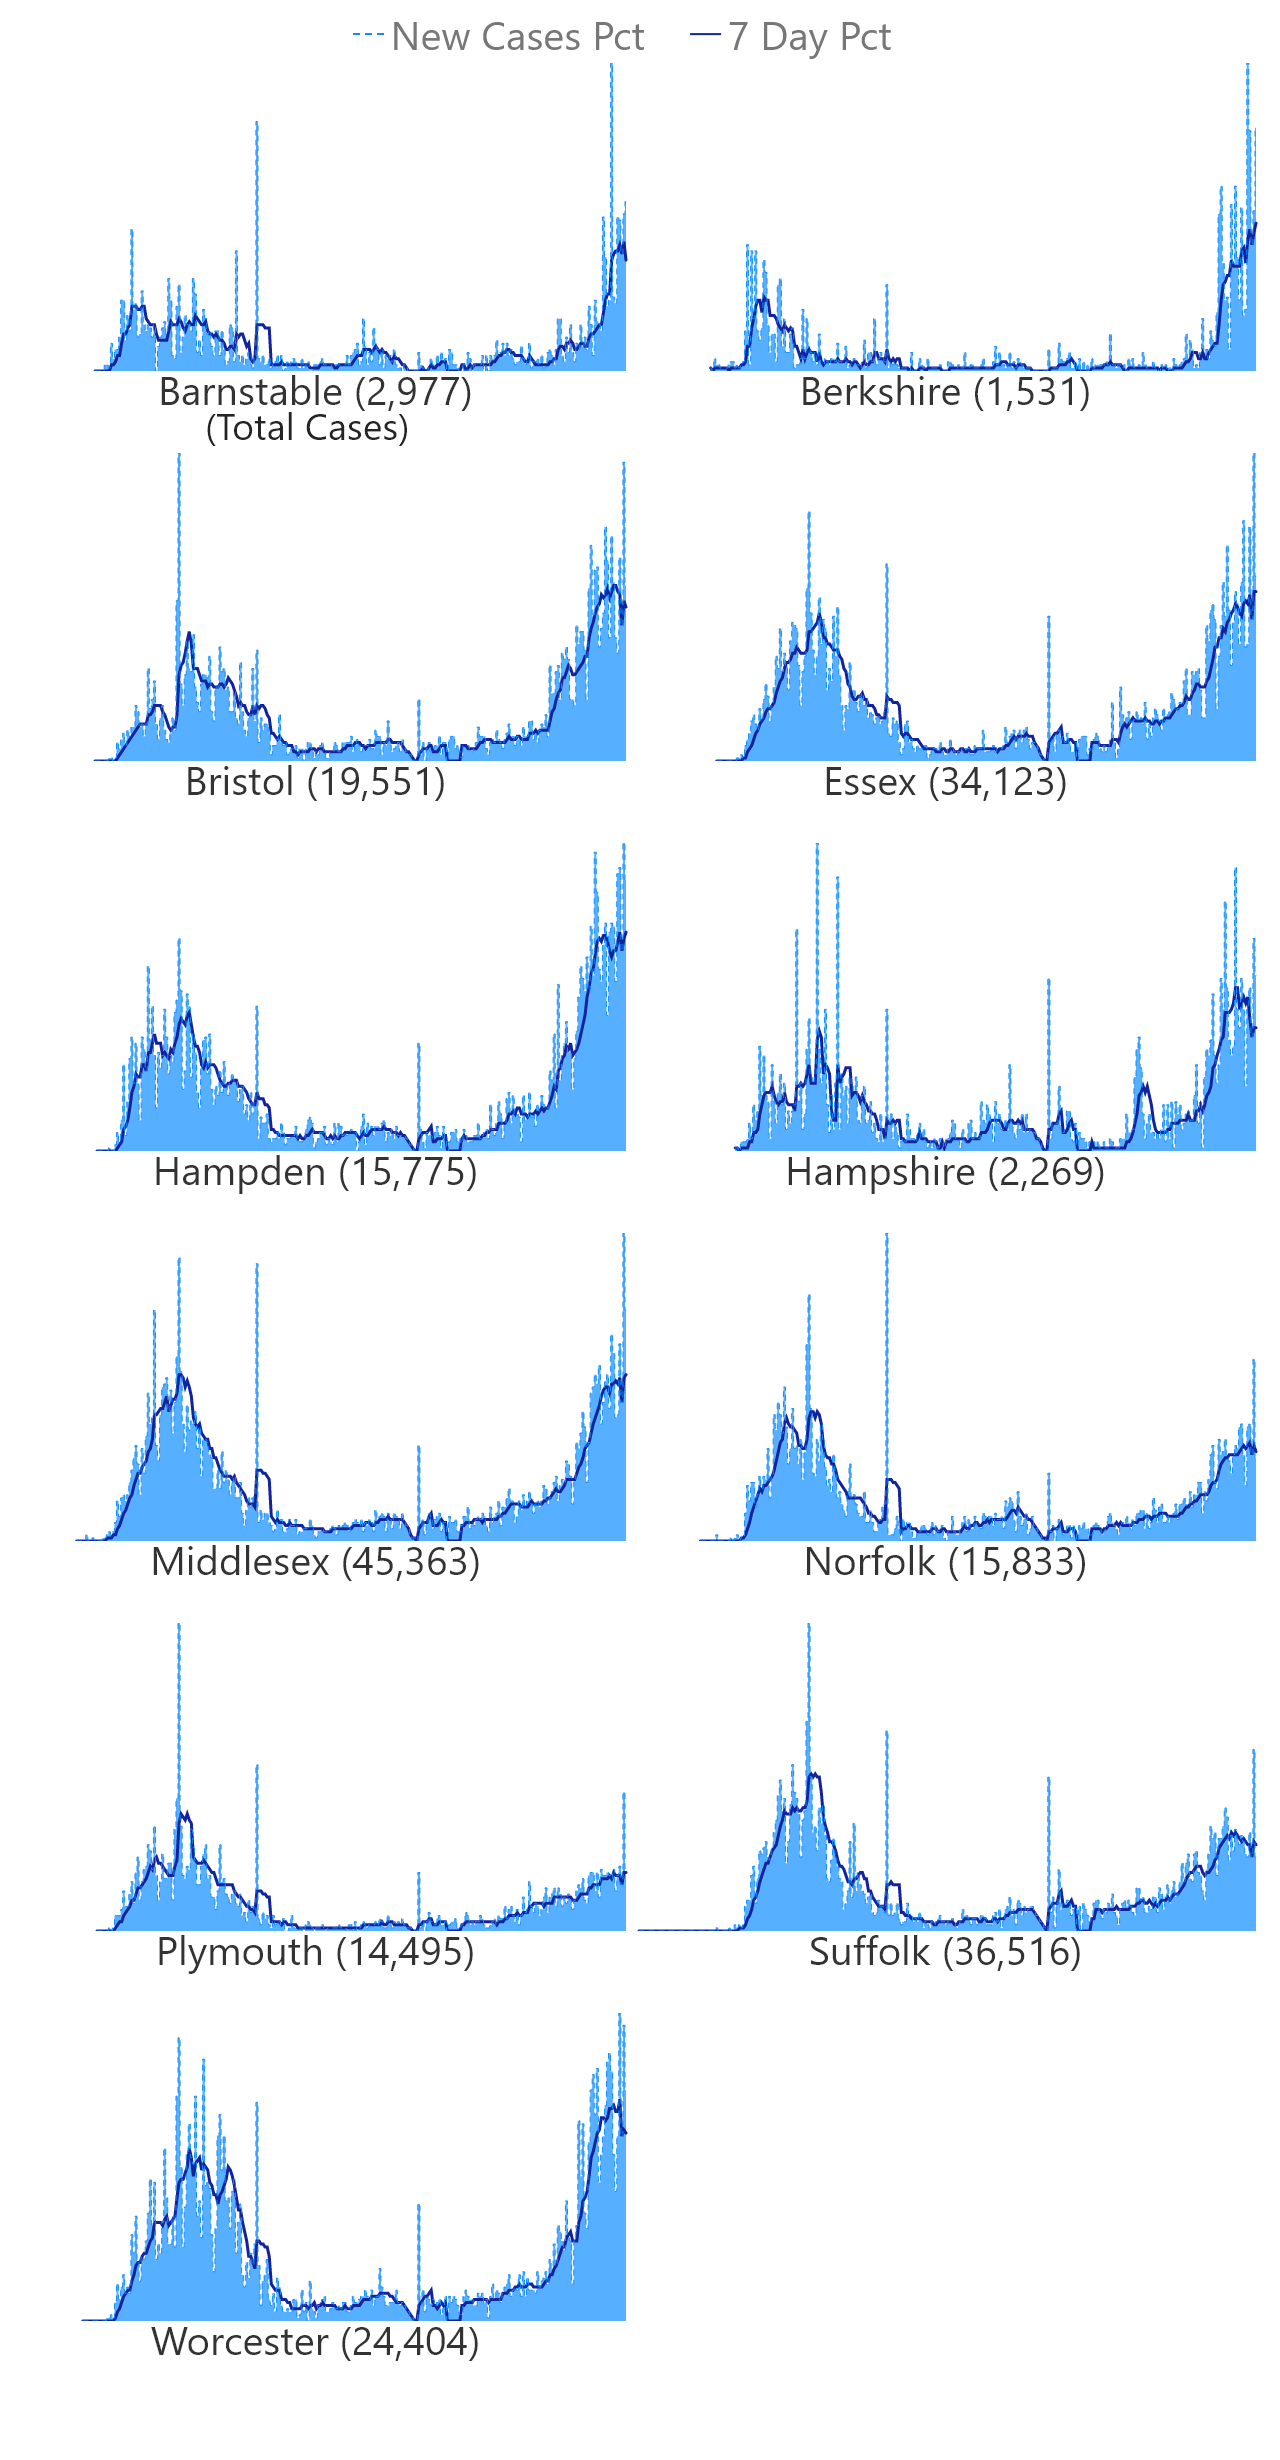 New Cases Pct 7 Day Pct
Barnstable (2,977) Berkshire (1,531)
(Total Cases)
Bristol (19,551) Essex (34,123)
Hampden (15,775) Hampshire (2,269)
Middlesex (45,363) Norfolk (15,833)
Plymouth (14,495) Suffolk (36,516)
Worcester (24,404)